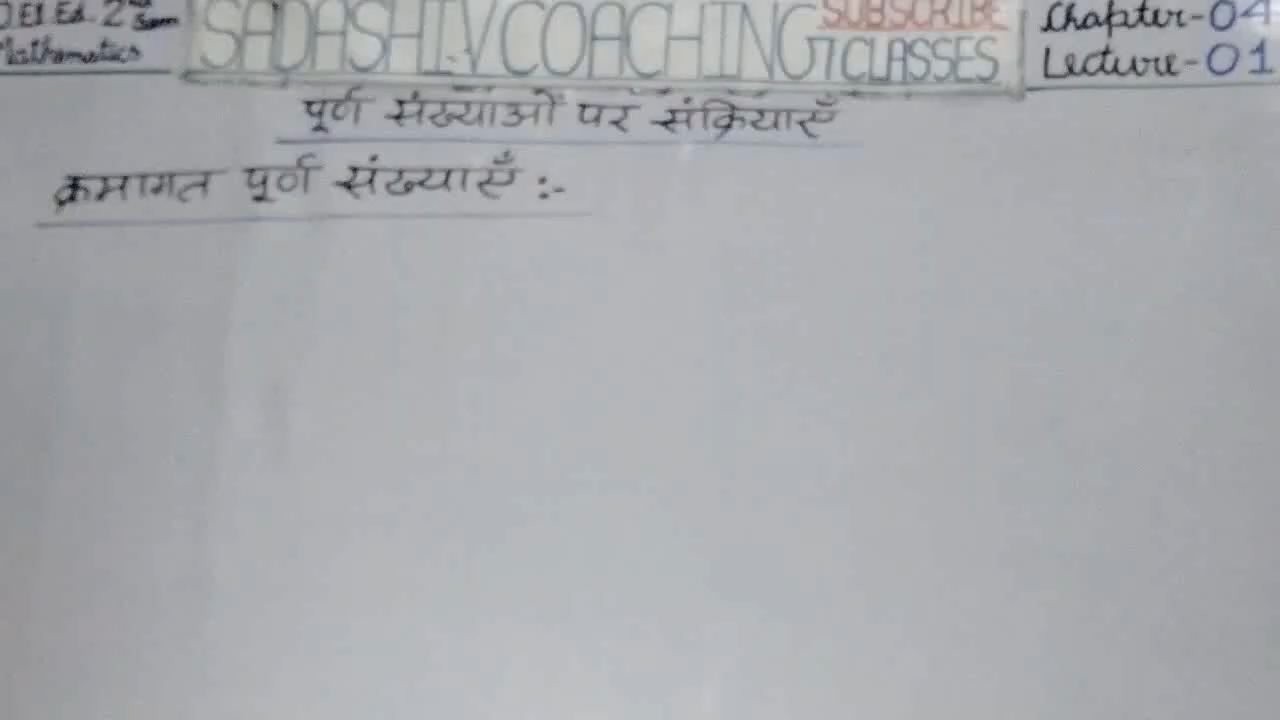 D.El.Ed. 2nd Sem
Mathematics
SADASHIV COACHING CLASSES
SUBSCRIBE
Chapter-04
Lecture-01
पूर्ण संख्याओं पर संक्रियाएँ
क्रमागत पूर्ण संख्याएँ :-